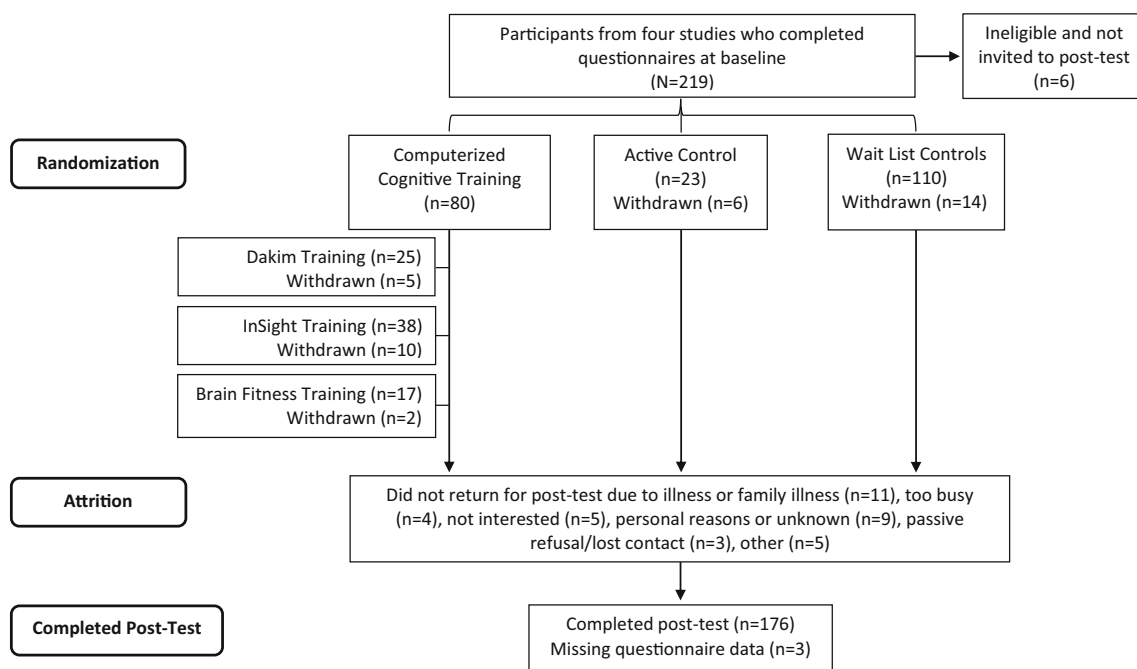 Participants from four studies who completed
questionnaires at baseline
(N=219)
Ineligible and not
invited to post-test
(n=6)
Randomization
Computerized
Cognitive Training
(n=80)
Active Control
(n=23)
Withdrawn (n=6)
Wait List Controls
(n=110)
Withdrawn (n=14)
Dakim Training (n=25)
Withdrawn (n=5)
InSight Training (n=38)
Withdrawn (n=10)
Brain Fitness Training (n=17)
Withdrawn (n=2)
Attrition
Did not return for post-test due to illness or family illness (n=11), too busy
(n=4), not interested (n=5), personal reasons or unknown (n=9), passive
refusal/lost contact (n=3), other (n=5)
Completed Post-Test
Completed post-test (n=176)
Missing questionnaire data (n=3)